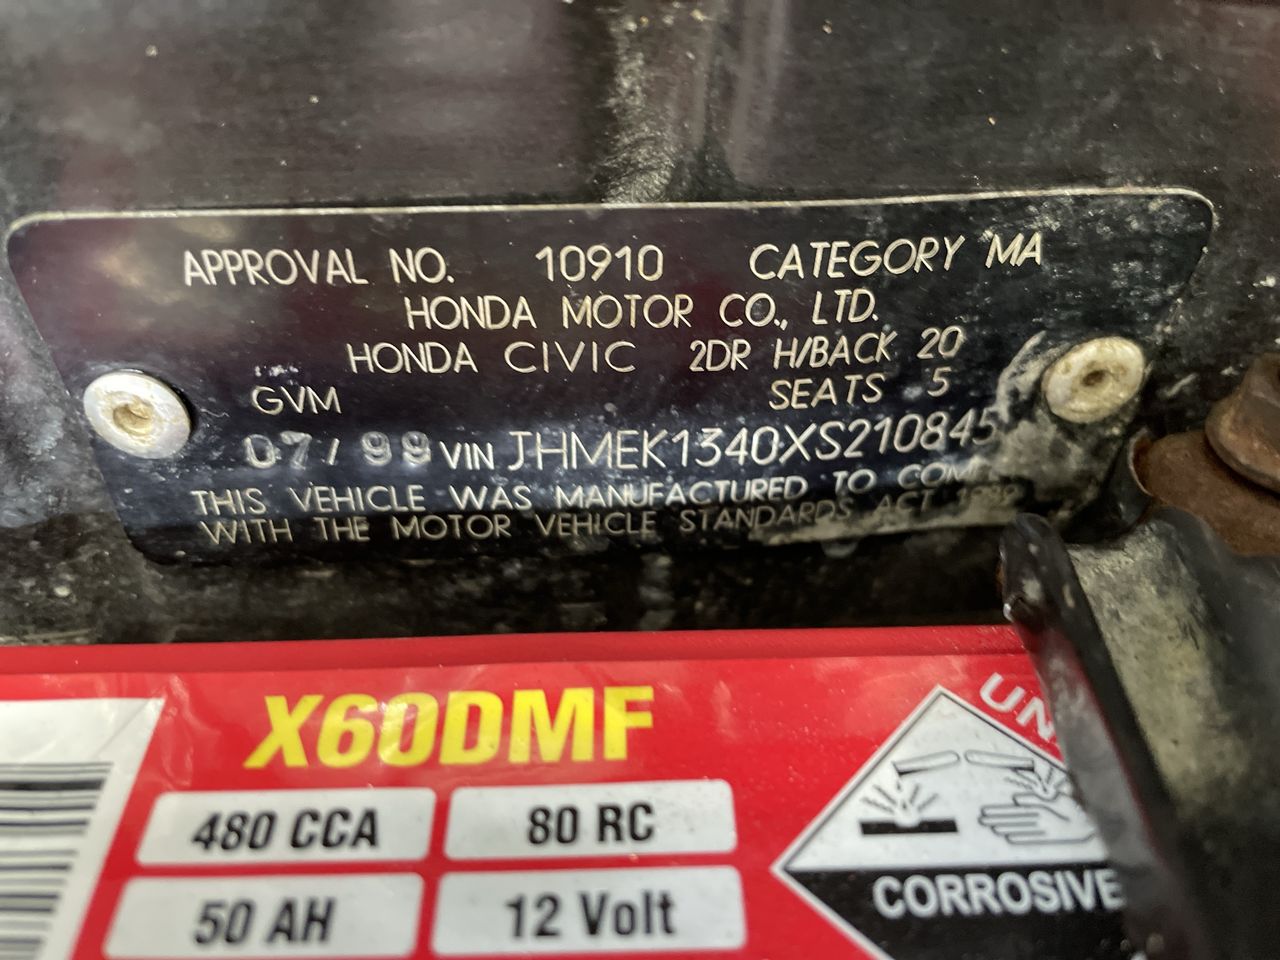 APPROVAL NO. 10910 CATEGORY MA
HONDA MOTOR CO., LTD.
HONDA CIVIC 2DR H/BACK 20
GVM SEATS 5
07/99 VIN JHMEK1340XS210845
THIS VEHICLE WAS MANUFACTURED TO
WITH THE MOTOR VEHICLE STANDARDS ACT
X60DMF
480 CCA 80 RC
50 AH 12 Volt
UN
CORROSIVE